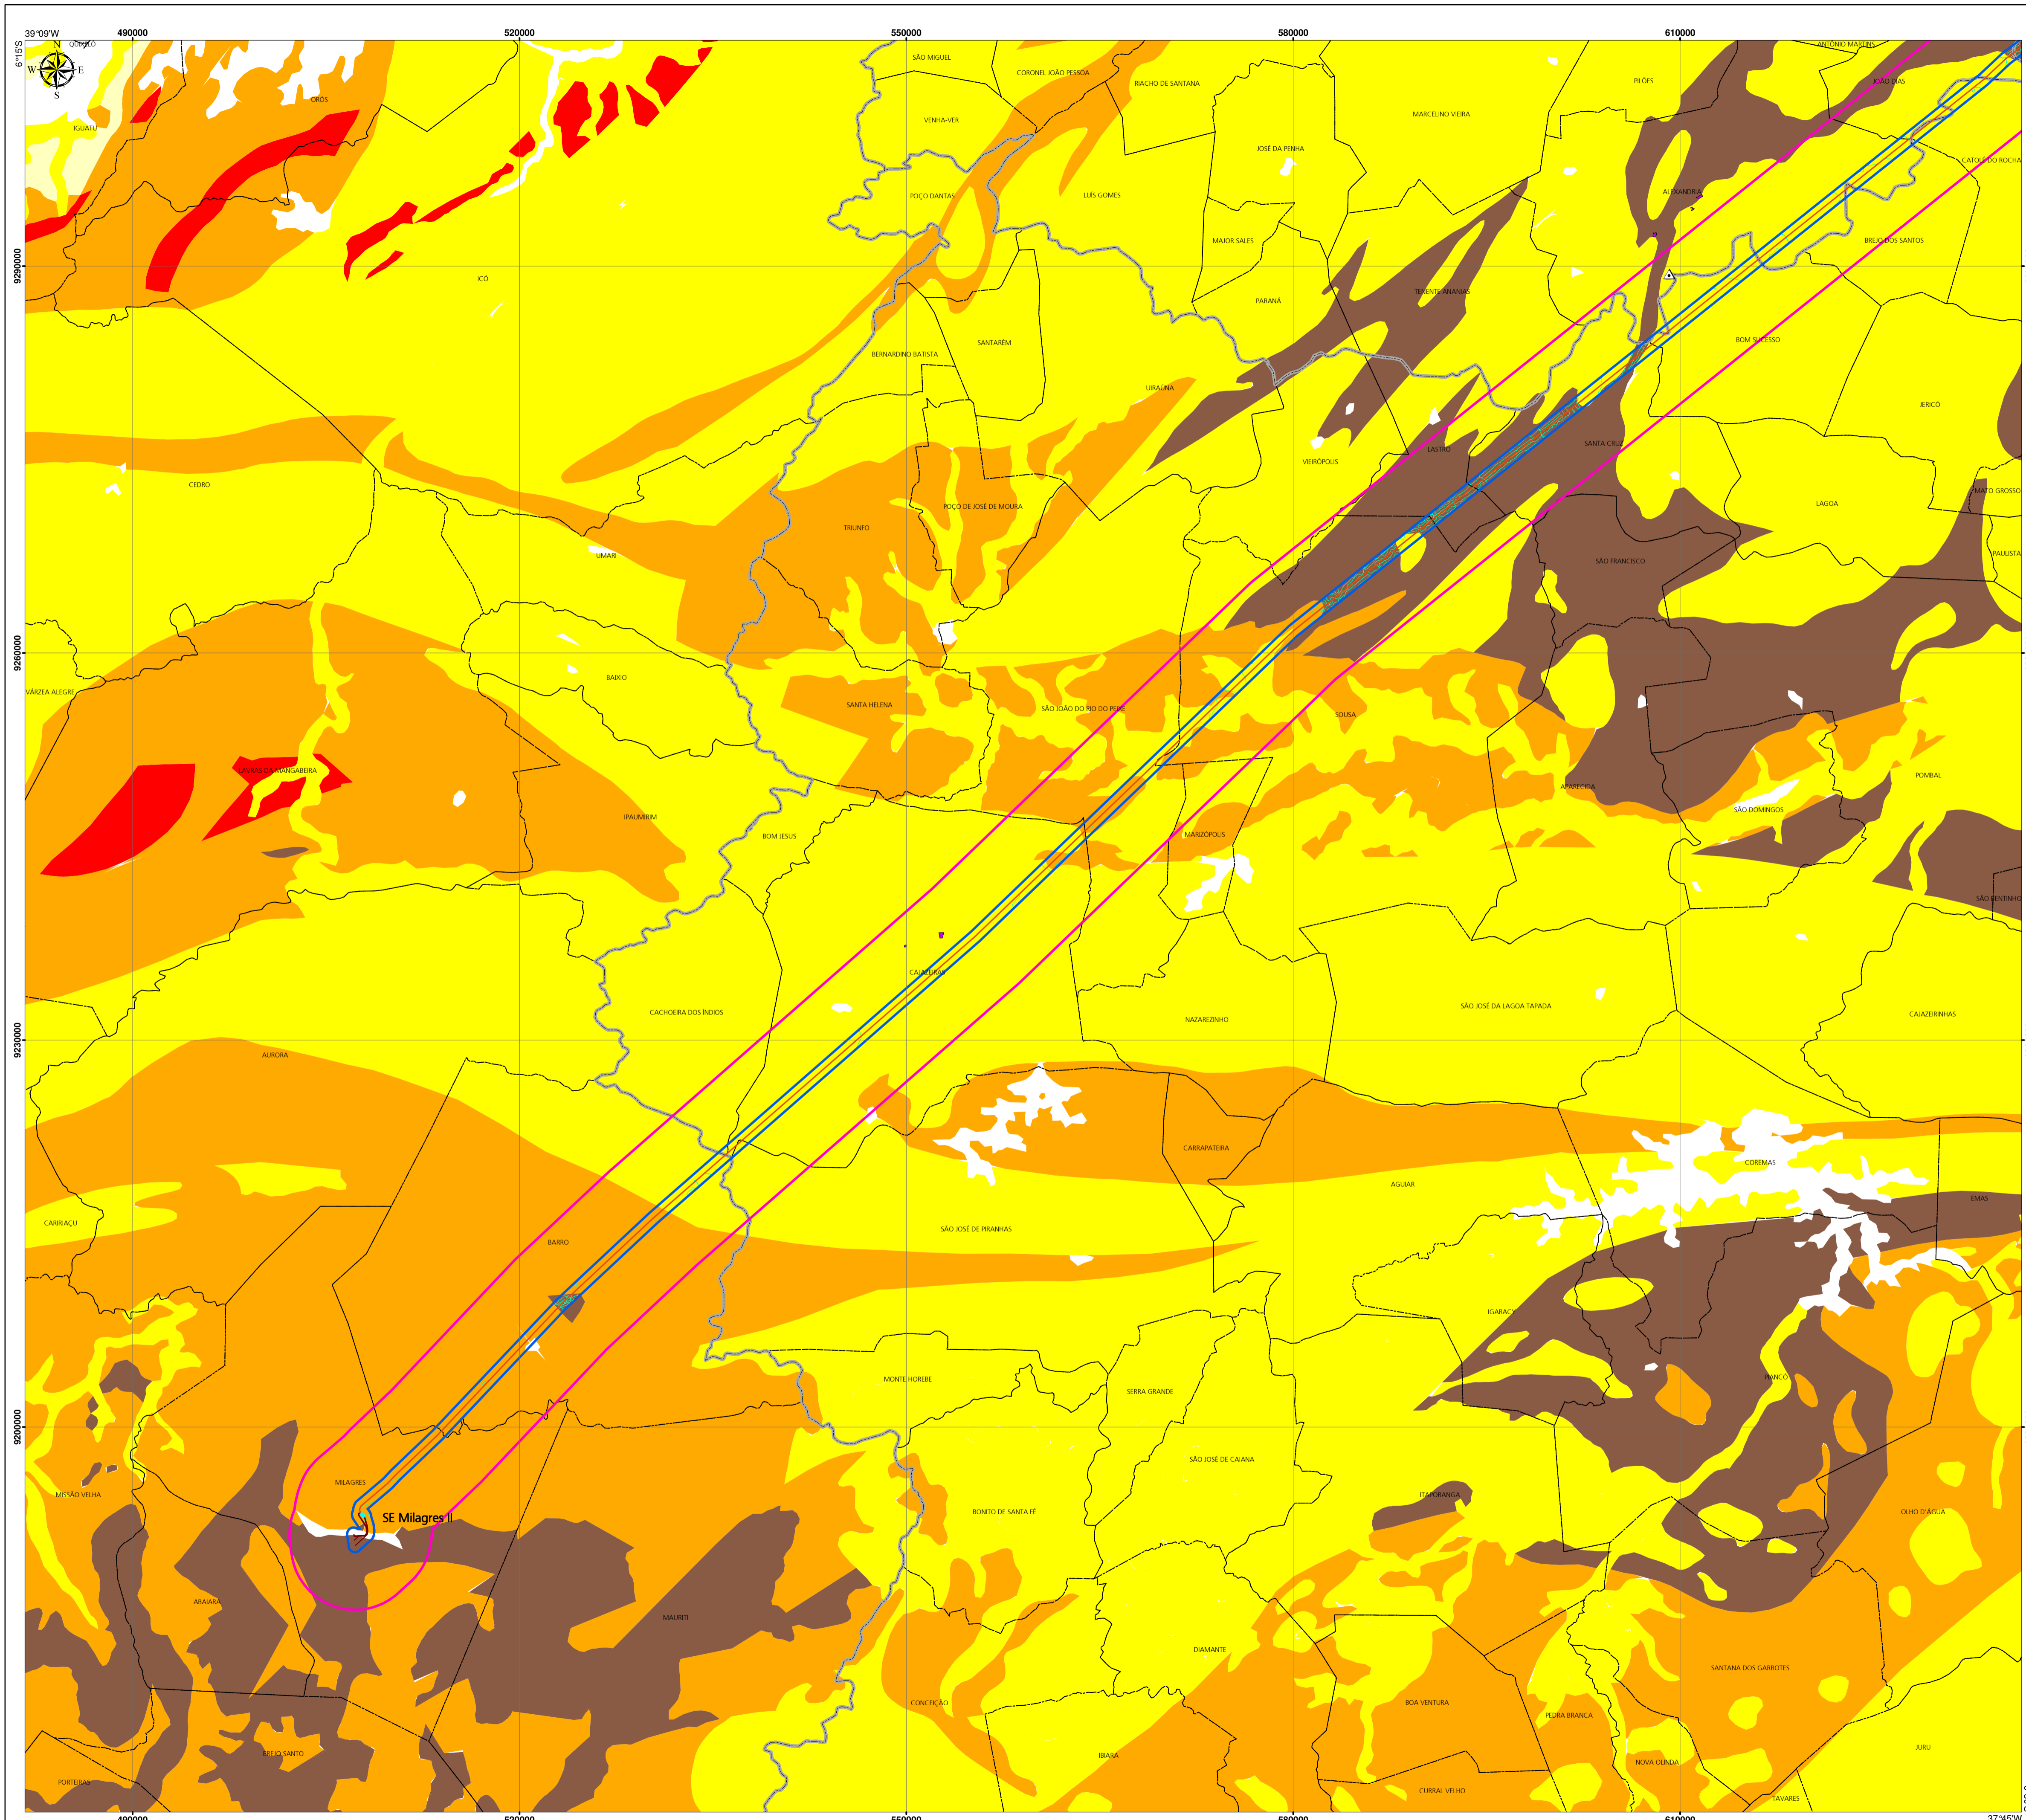 39°09'W
490000
520000
550000
580000
610000
6°15'S
N
W
E
S
QUIXELÔ
ORÓS
IGUATU
SÃO MIGUEL
CORONEL JOÃO PESSOA
RIACHO DE SANTANA
ANTÔNIO MARTINS
PILÕES
JOÃO DIAS
VENHA-VER
MARCELINO VIEIRA
JOSÉ DA PENHA
CATOLÉ DO ROCHA
POÇO DANTAS
LUÍS GOMES
ALEXANDRIA
MAJOR SALES
BREJO DOS SANTOS
9290000
ICÓ
PARANÁ
TENENTE ANANIAS
BERNARDINO BATISTA
SANTARÉM
BOM SUCESSO
UIRAÚNA
JERICÓ
SANTA CRUZ
LASTRO
VIEIRÓPOLIS
CEDRO
MATO GROSSO
POÇO DE JOSÉ DE MOURA
LAGOA
TRIUNFO
UMARI
PAULISTA
SÃO FRANCISCO
9260000
BAIXIO
VÁRZEA ALEGRE
SANTA HELENA
SÃO JOÃO DO RIO DO PEIXE
SOUSA
LAVRAS DA MANGABEIRA
POMBAL
APARECIDA
SÃO DOMINGOS
IPAUMIRIM
BOM JESUS
MARIZÓPOLIS
SÃO BENTINHO
CAJAZEIRAS
CACHOEIRA DOS ÍNDIOS
NAZAREZINHO
SÃO JOSÉ DA LAGOA TAPADA
CAJAZEIRINHAS
9230000
AURORA
CARRAPATEIRA
COREMAS
AGUIAR
EMAS
CARIRIAÇU
SÃO JOSÉ DE PIRANHAS
BARRO
IGARACY
MONTE HOREBE
SERRA GRANDE
PIANCÓ
9200000
SÃO JOSÉ DE CAIANA
MILAGRES
MISSÃO VELHA
ITAPORANGA
SE Milagres II
BONITO DE SANTA FÉ
OLHO D'ÁGUA
ABAIARA
MAURITI
DIAMANTE
SANTANA DOS GARROTES
CONCEIÇÃO
BOA VENTURA
PEDRA BRANCA
BREJO SANTO
IBIARA
NOVA OLINDA
JURU
PORTEIRAS
CURRAL VELHO
TAVARES
490000
520000
550000
580000
610000
37°45'W